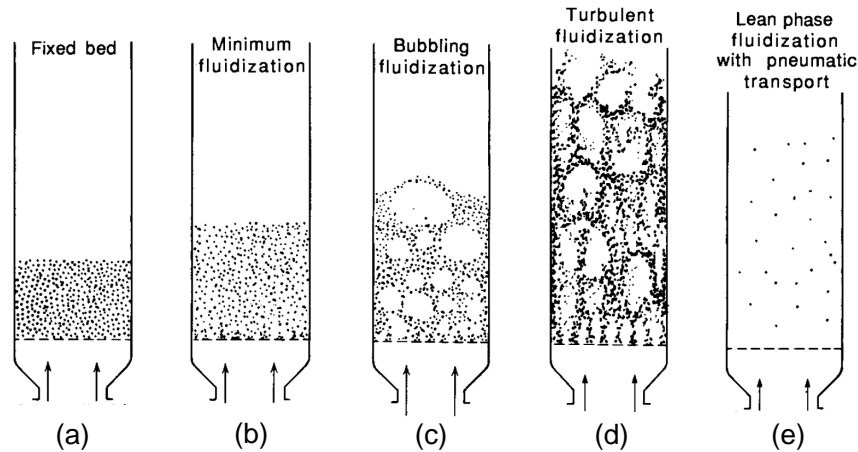 Fixed bed
Minimum
fluidization
Bubbling
fluidization
Turbulent
fluidization
Lean phase
fluidization
with pneumatic
transport
(a)
(b)
(c)
(d)
(e)